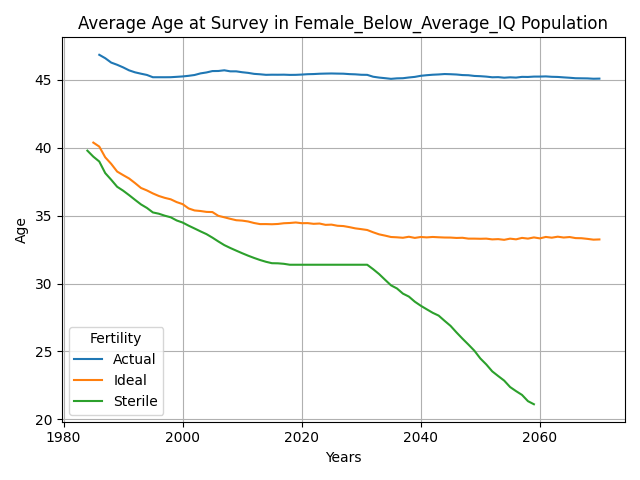 Average Age at Survey in Female_Below_Average_IQ Population
45
40
35
30
25
20
Age
Fertility
Actual
Ideal
Sterile
1980
2000
2020
2040
2060
Years